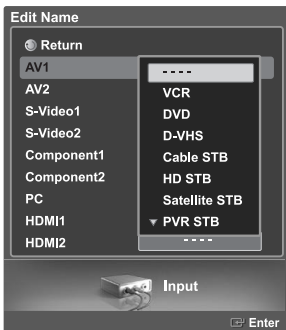 Edit Name
Return
AV1
----
AV2
VCR
S-Video1
DVD
S-Video2
D-VHS
Component1
Cable STB
Component2
HD STB
PC
Satellite STB
HDMI1
PVR STB
HDMI2
----
Input
Enter